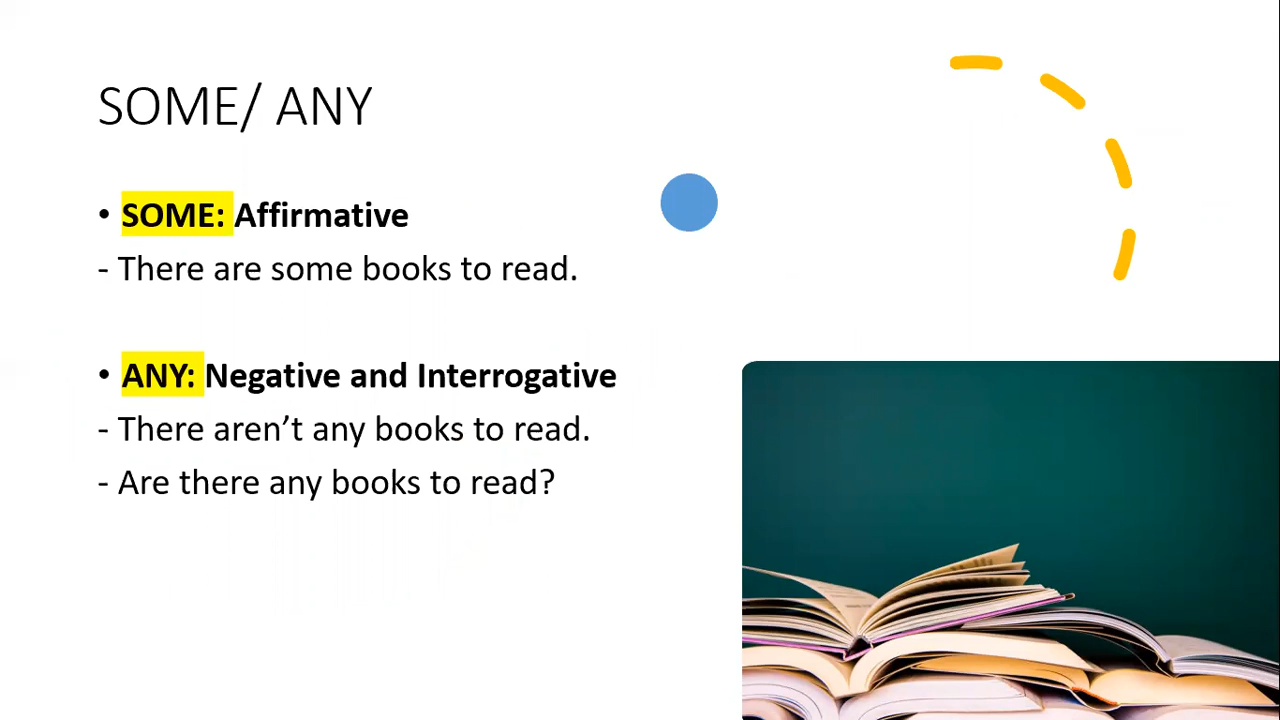 SOME/ ANY
• SOME: Affirmative
- There are some books to read.
• ANY: Negative and Interrogative
- There aren’t any books to read.
- Are there any books to read?